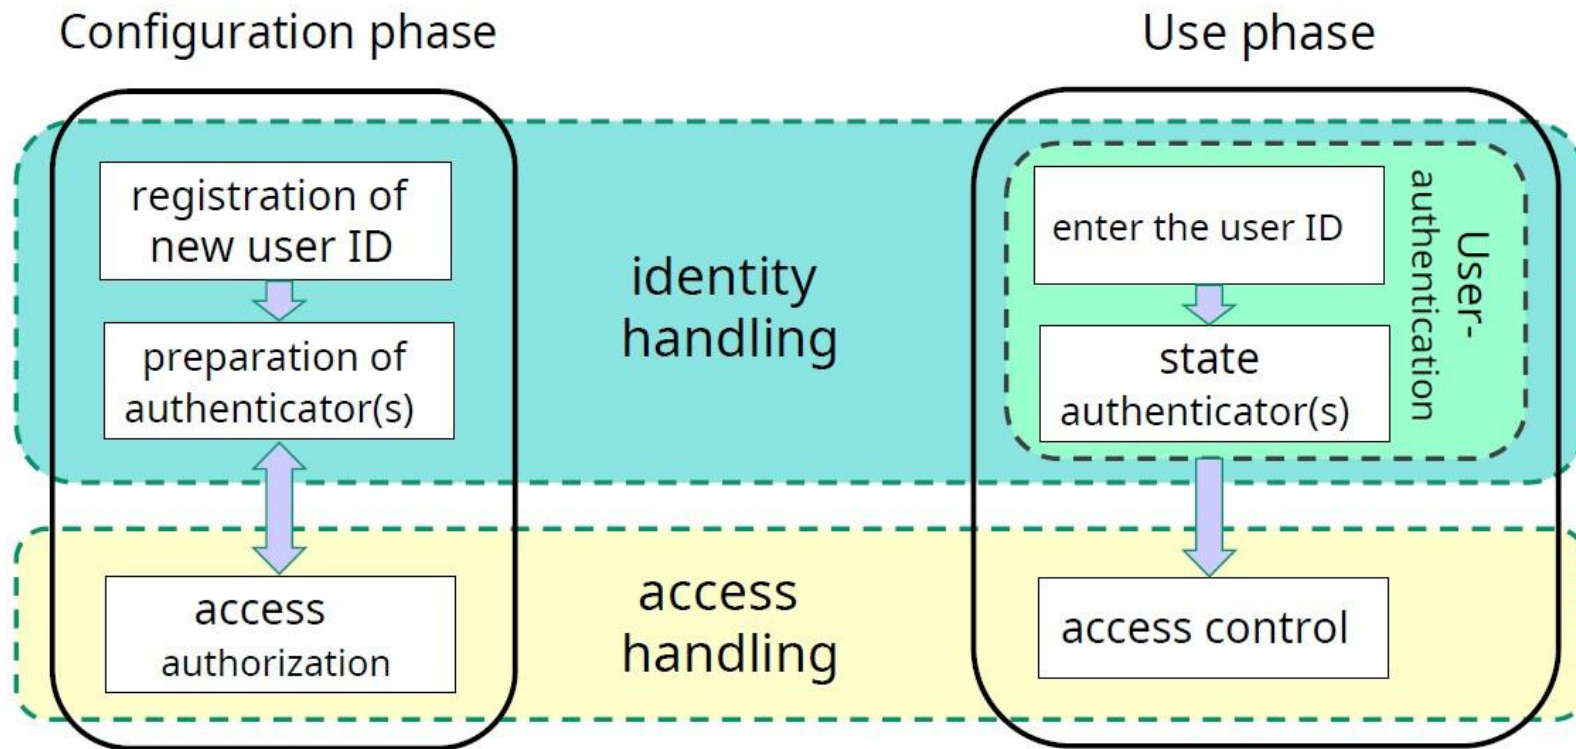 Configuration phase
Use phase
registration of
new user ID
preparation of
authenticator(s)
access
authorization
identity
handling
access
handling
enter the user ID
state
authenticator(s)
User-
authentication
access control